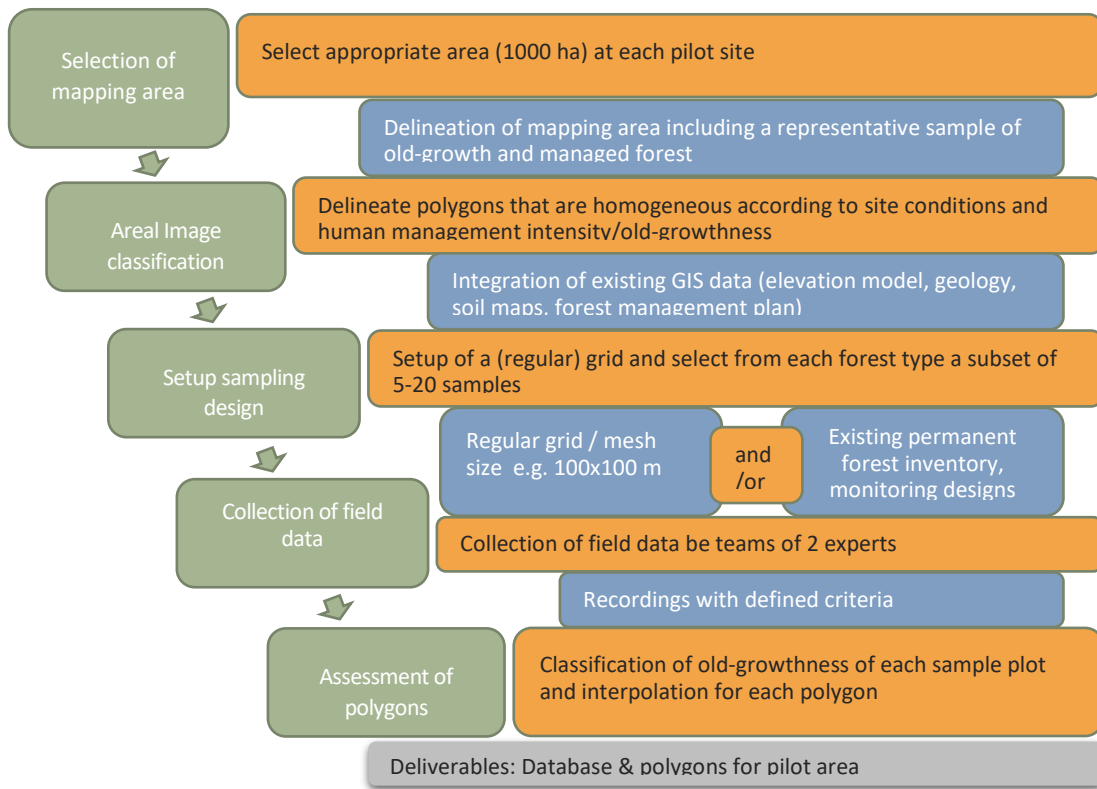 Selection of
mapping area
Select appropriate area (1000 ha) at each pilot site
Delineation of mapping area including a representative sample of
old-growth and managed forest
Areal Image
classification
Delineate polygons that are homogeneous according to site conditions and
human management intensity/old-growthness
Integration of existing GIS data (elevation model, geology,
soil maps, forest management plan)
Setup sampling
design
Setup of a (regular) grid and select from each forest type a subset of
5-20 samples
Regular grid / mesh
size e.g. 100x100 m
and
/or
Existing permanent
forest inventory,
monitoring designs
Collection of field
data
Collection of field data be teams of 2 experts
Recordings with defined criteria
Assessment of
polygons
Classification of old-growthness of each sample plot
and interpolation for each polygon
Deliverables: Database & polygons for pilot area